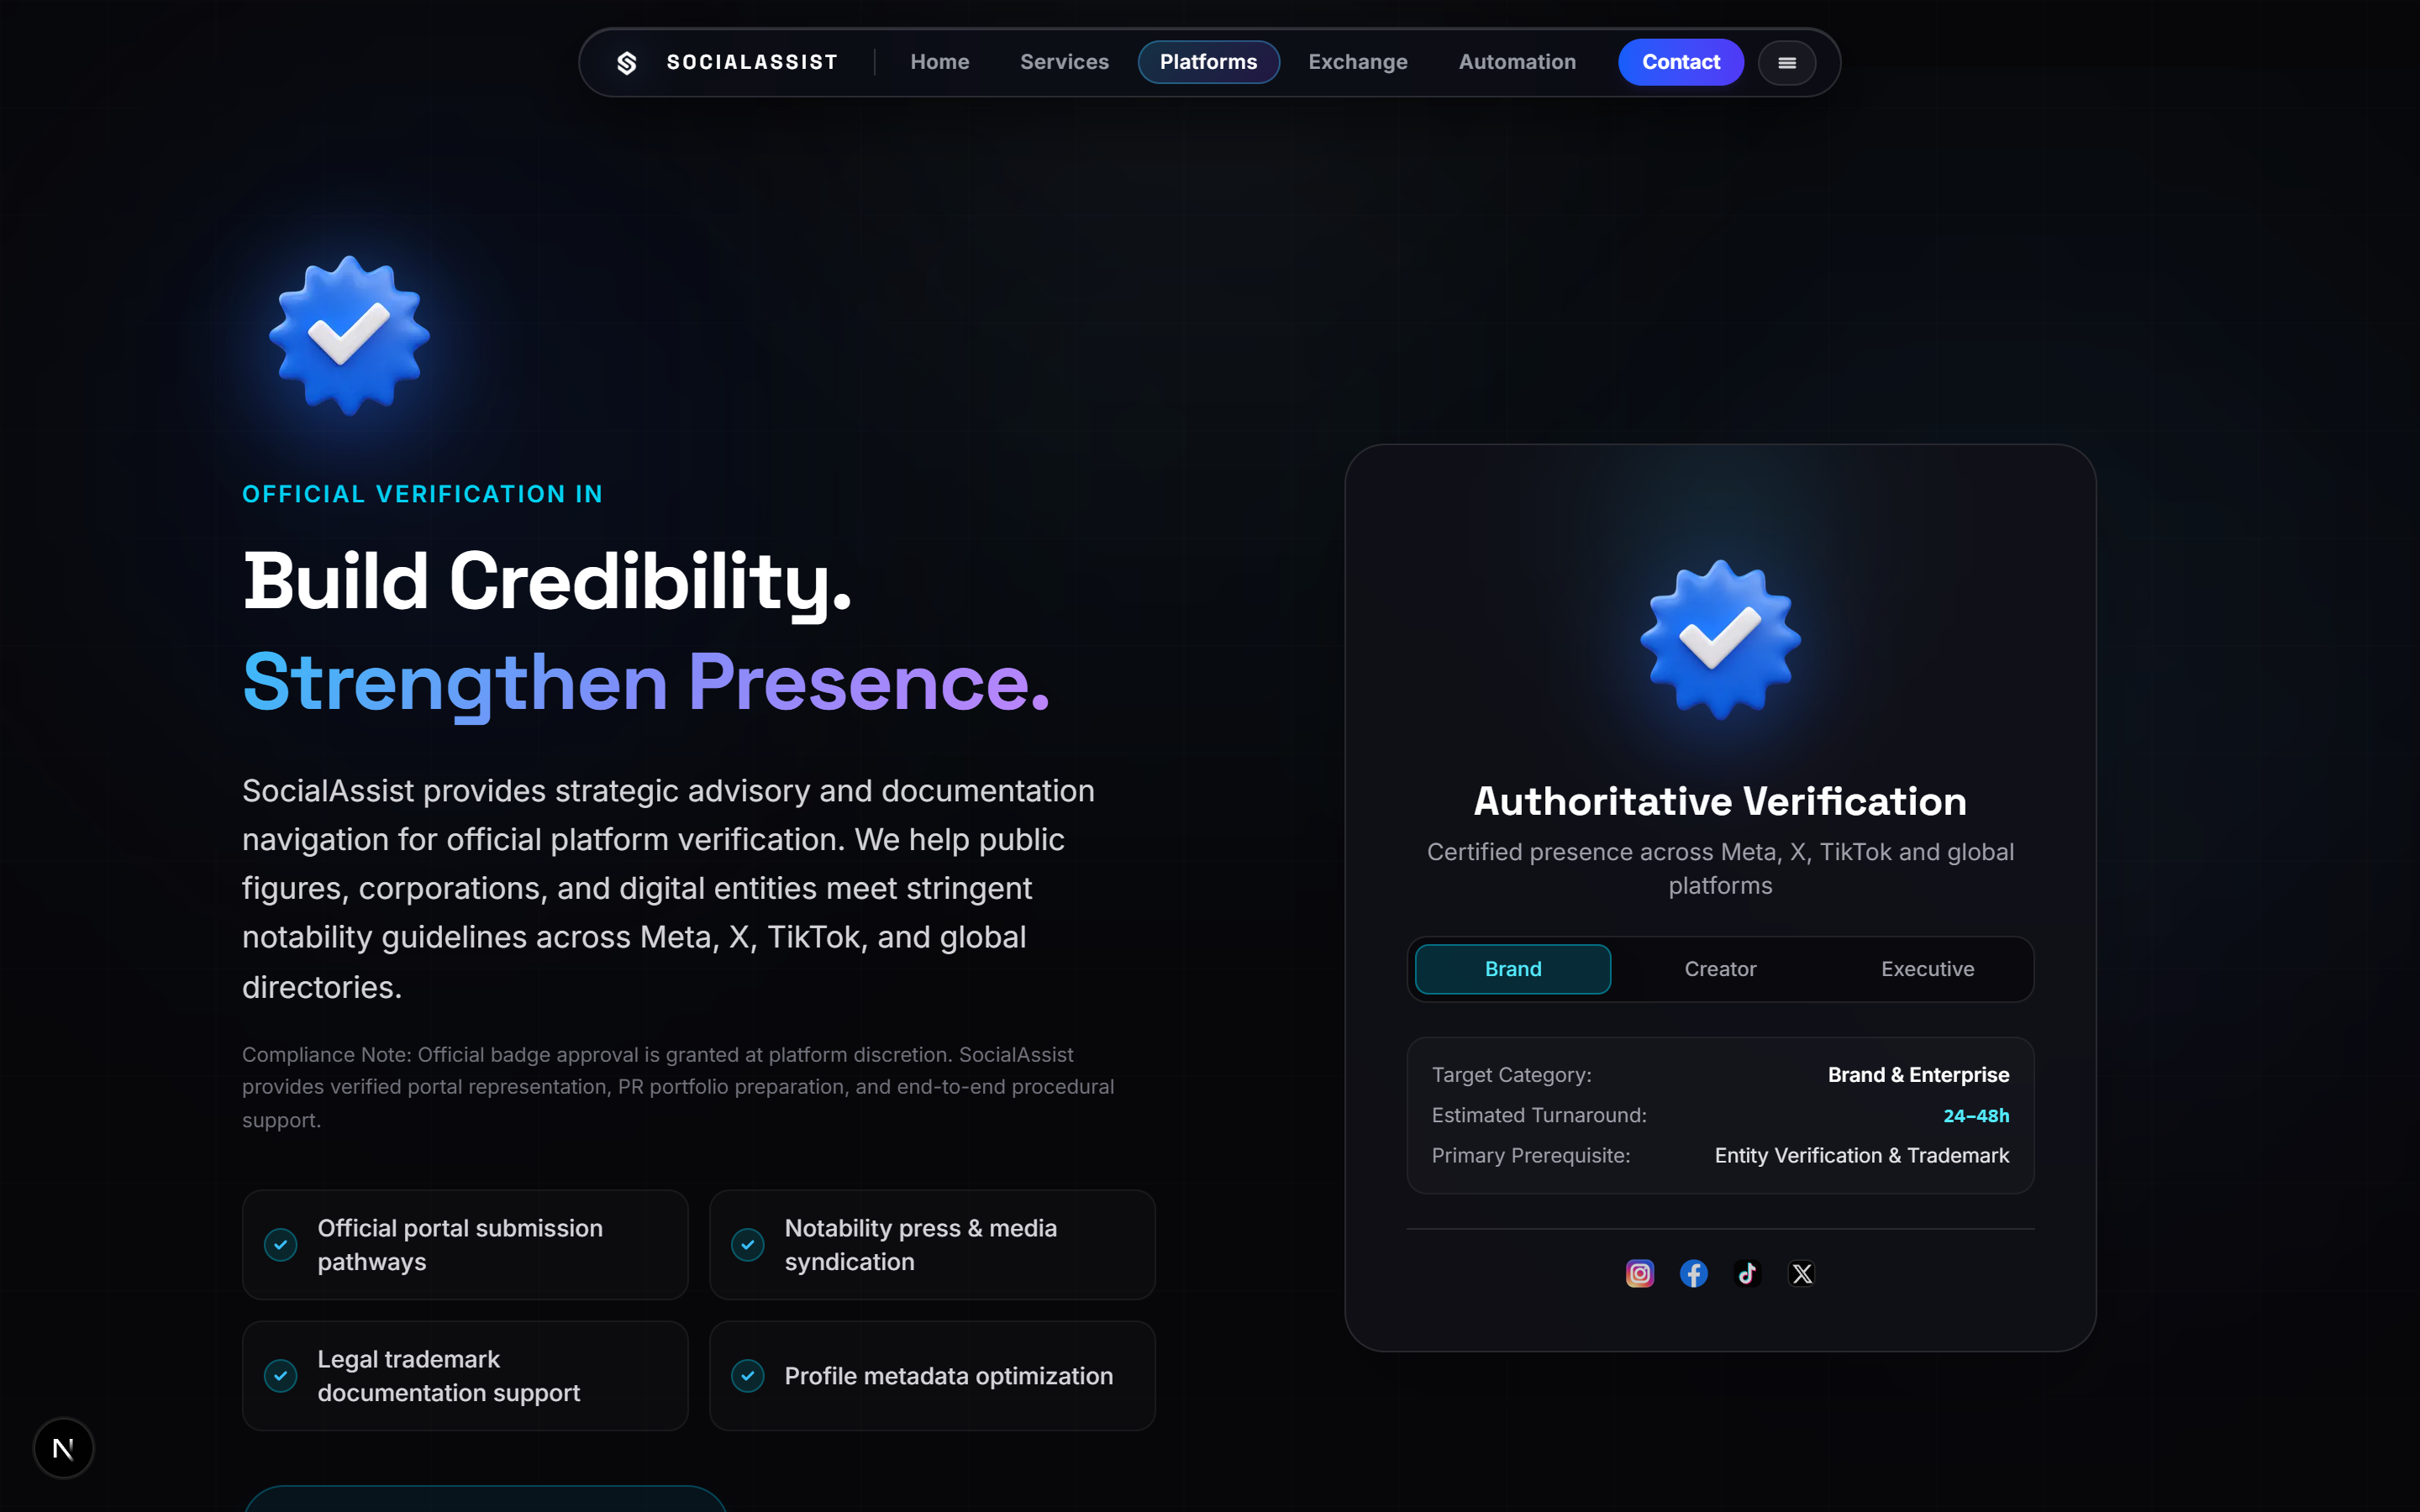 SOCIALASSIST
Home
Services
Platforms
Exchange
Automation
Contact
OFFICIAL VERIFICATION IN
Build Credibility.
Strengthen Presence.
SocialAssist provides strategic advisory and documentation
navigation for official platform verification. We help public
figures, corporations, and digital entities meet stringent
notability guidelines across Meta, X, TikTok, and global
directories.
Compliance Note: Official badge approval is granted at platform discretion. SocialAssist
provides verified portal representation, PR portfolio preparation, and end-to-end procedural
support.
Official portal submission
pathways
Notability press & media
syndication
Legal trademark
documentation support
Profile metadata optimization
Authoritative Verification
Certified presence across Meta, X, TikTok and global
platforms
Brand
Creator
Executive
Target Category:
Brand & Enterprise
Estimated Turnaround:
24–48h
Primary Prerequisite:
Entity Verification & Trademark